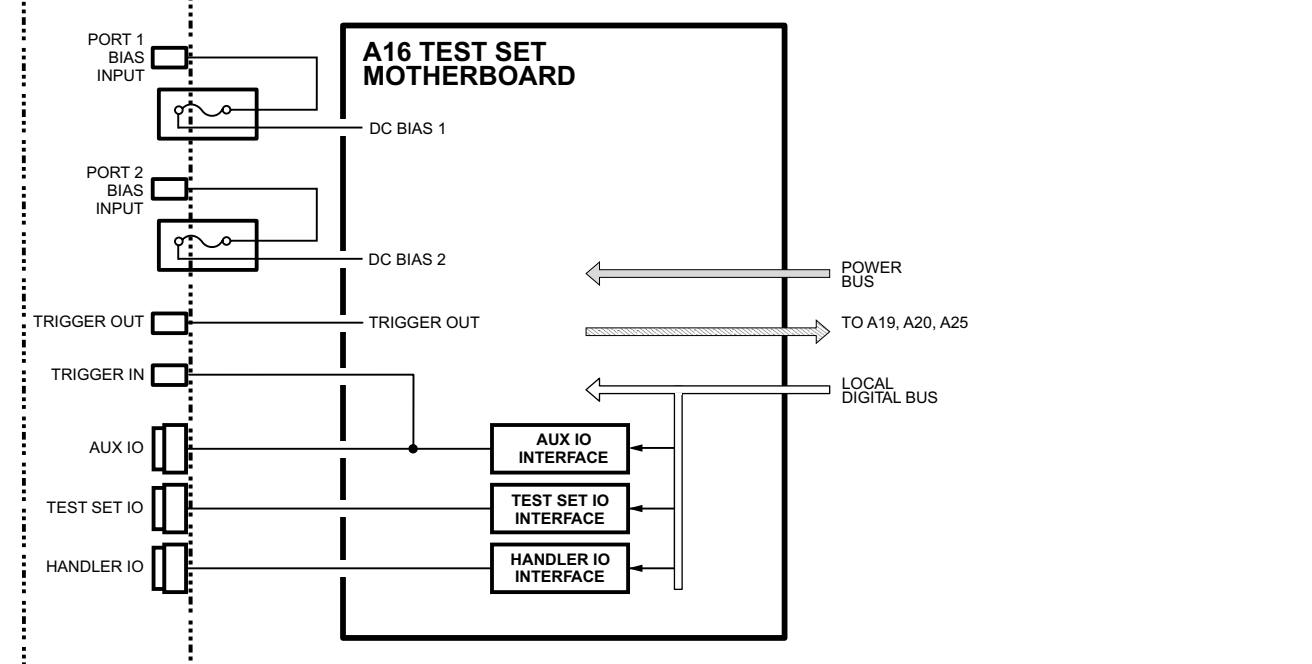 A16 TEST SET
MOTHERBOARD
PORT 1
BIAS
INPUT
DC BIAS 1
PORT 2
BIAS
INPUT
DC BIAS 2
POWER
BUS
TRIGGER OUT
TRIGGER OUT
TO A19, A20, A25
TRIGGER IN
LOCAL
DIGITAL BUS
AUX IO
AUX IO
INTERFACE
TEST SET IO
TEST SET IO
INTERFACE
HANDLER IO
HANDLER IO
INTERFACE